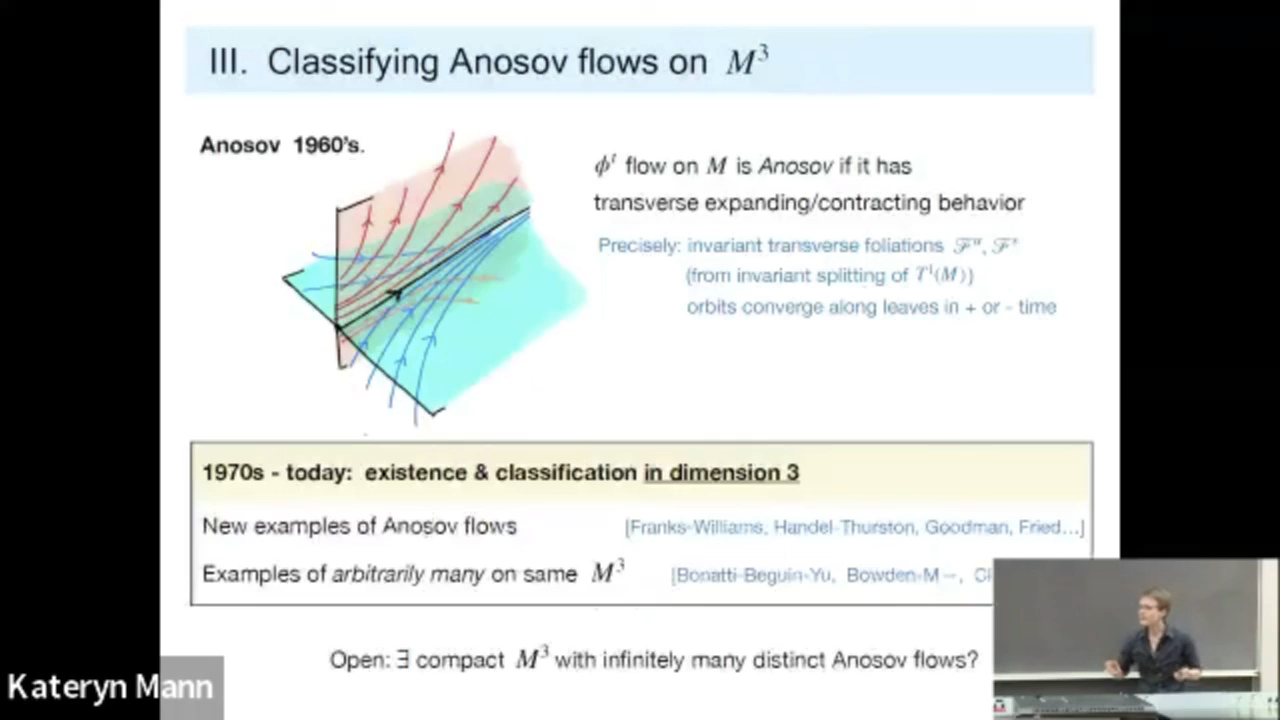 III. Classifying Anosov flows on M³
Anosov 1960's.
ϕᵗ flow on M is Anosov if it has
transverse expanding/contracting behavior
Precisely: invariant transverse foliations ℱᵘ, ℱˢ
(from invariant splitting of T¹(M))
orbits converge along leaves in + or - time
1970s - today: existence & classification in dimension 3
New examples of Anosov flows [Franks-Williams, Handel-Thurston, Goodman, Fried...]
Examples of arbitrarily many on same M³ [Bonatti-Beguin-Yu, Bowden-M—,
Open: ∃ compact M³ with infinitely many distinct Anosov flows?
Kateryn Mann